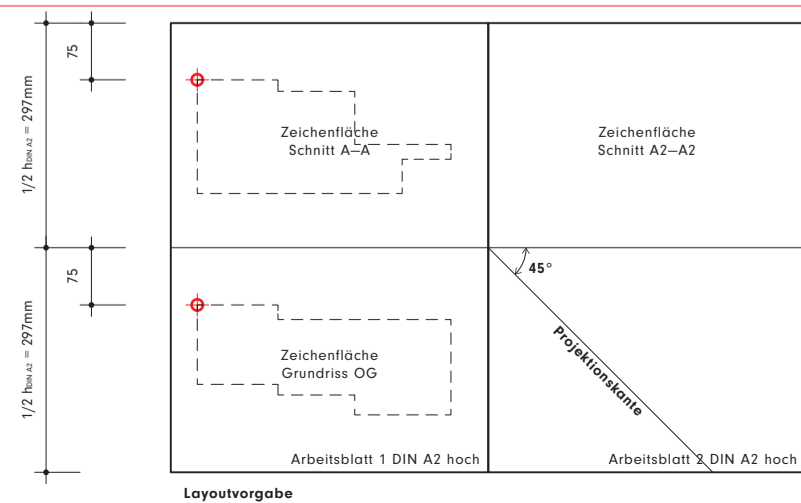 75
1/2 hDIN A2 = 297mm
Zeichenfläche
Schnitt A–A
Zeichenfläche
Schnitt A2–A2
75
1/2 hDIN A2 = 297mm
45°
Projektionskante
Zeichenfläche
Grundriss OG
Arbeitsblatt 1 DIN A2 hoch
Arbeitsblatt 2 DIN A2 hoch
Layoutvorgabe